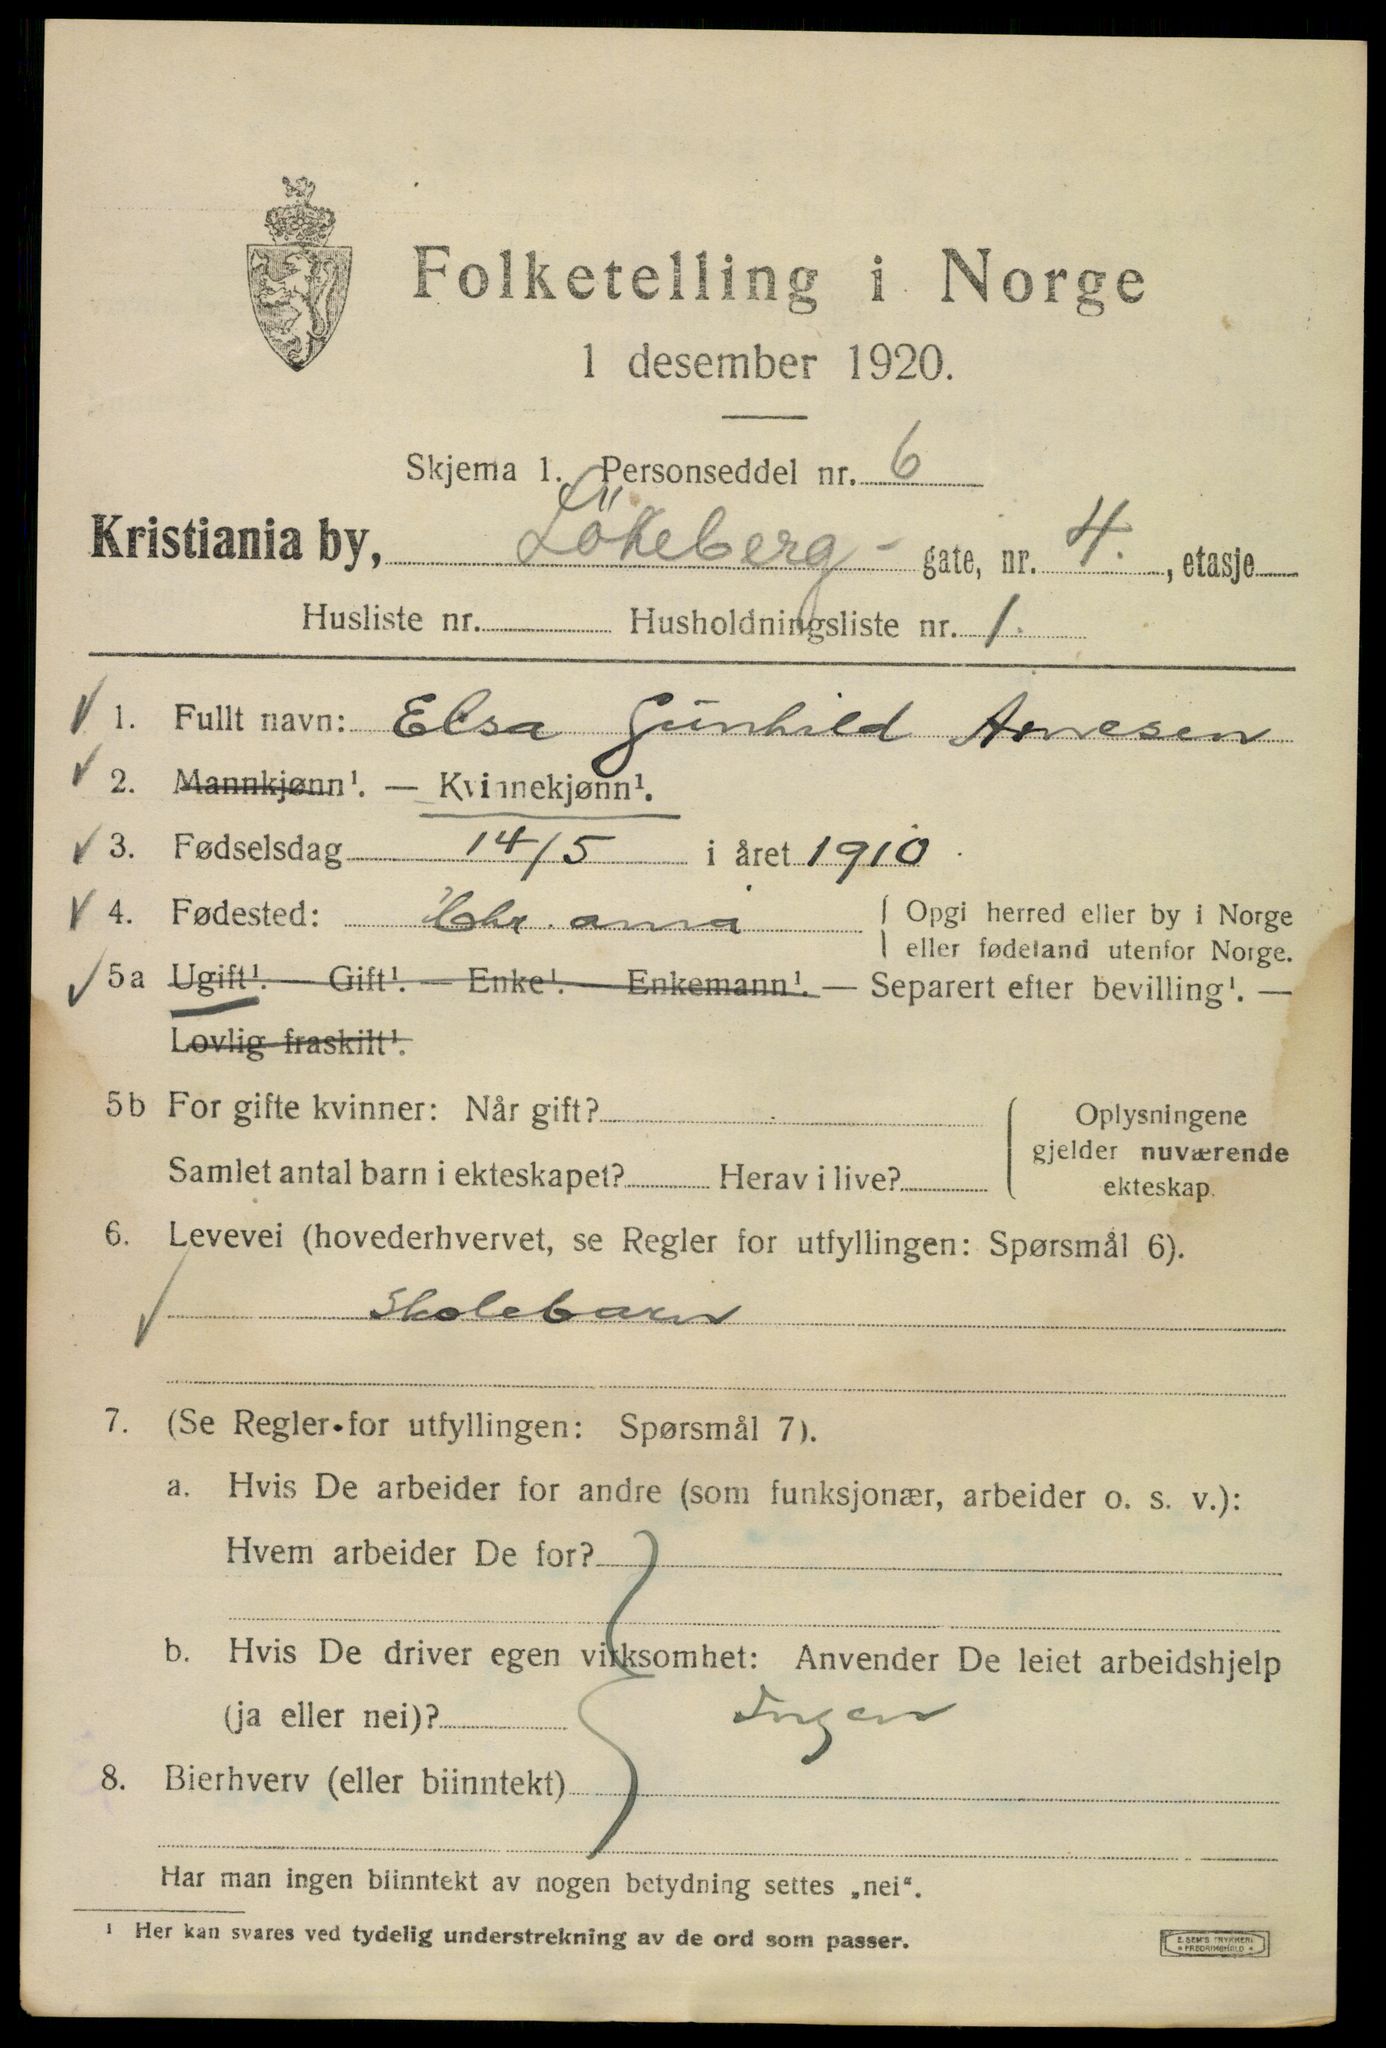 Folketelling i Norge
1 desember 1920.
Skjema 1. Personseddel nr. 6
Kristiania by, Lökeberg- gate, nr. 4. , etasje
Husliste nr. Husholdningsliste nr. 1.
1. Fullt navn: Elsa Gunhild Arnesen
2. Mannkjønn¹. — Kvinnekjønn¹.
3. Fødselsdag 14/5 i året 1910
4. Fødested: Chr.ania Opgi herred eller by i Norge
eller fødeland utenfor Norge.
5a Ugift¹. — Gift¹. — Enke¹. — Enkemann¹. — Separert efter bevilling¹. —
Lovlig fraskilt¹.
5b For gifte kvinner: Når gift?
Samlet antal barn i ekteskapet? Herav i live?
Oplysningene
gjelder nuværende
ekteskap.
6. Levevei (hovederhvervet, se Regler for utfyllingen: Spørsmål 6).
Skolebarn
7. (Se Regler for utfyllingen: Spørsmål 7).
a. Hvis De arbeider for andre (som funksjonær, arbeider o. s. v.):
Hvem arbeider De for?
b. Hvis De driver egen virksomhet: Anvender De leiet arbeidshjelp
(ja eller nei)? Ingen
8. Bierhverv (eller biinntekt)
Har man ingen biinntekt av nogen betydning settes „nei“.
¹ Her kan svares ved tydelig understrekning av de ord som passer.
E. SEM'S TRYKKERI
FREDRIKSHALD